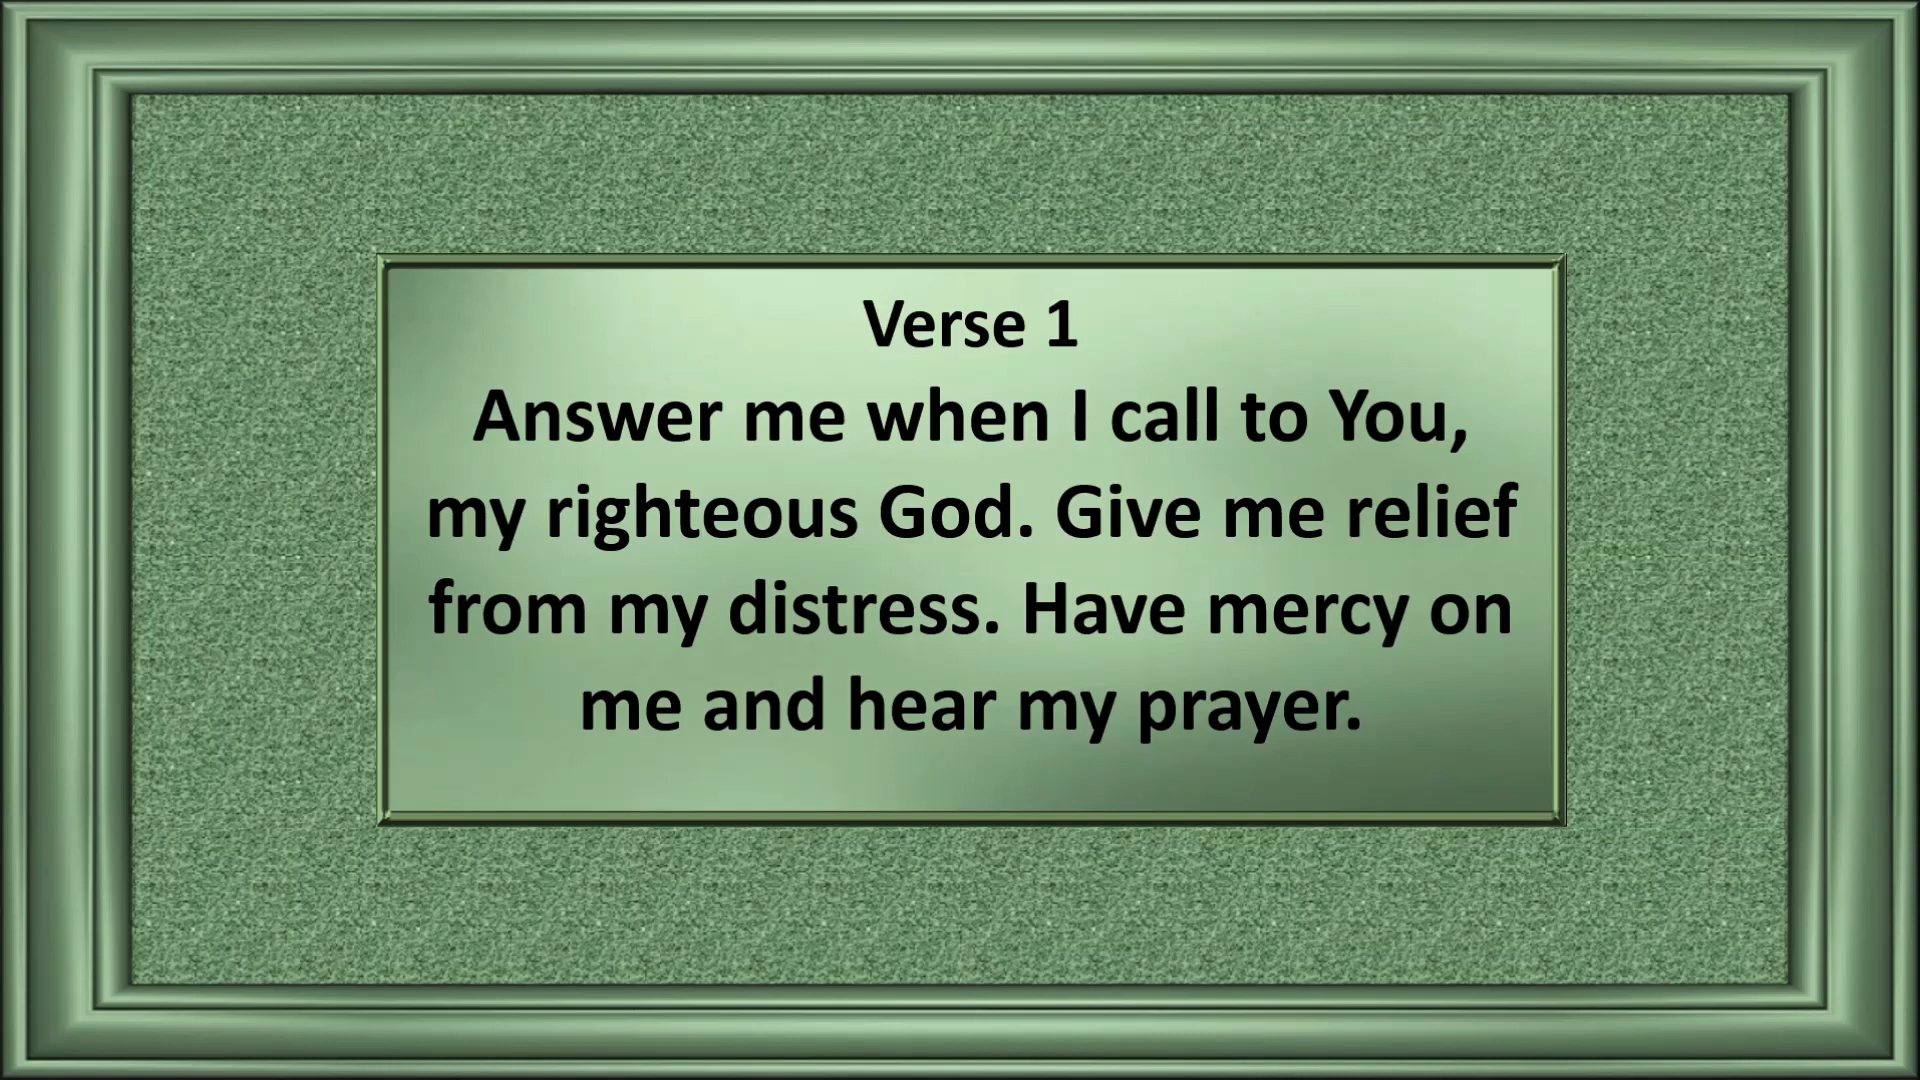 Verse 1
Answer me when I call to You,
my righteous God. Give me relief
from my distress. Have mercy on
me and hear my prayer.